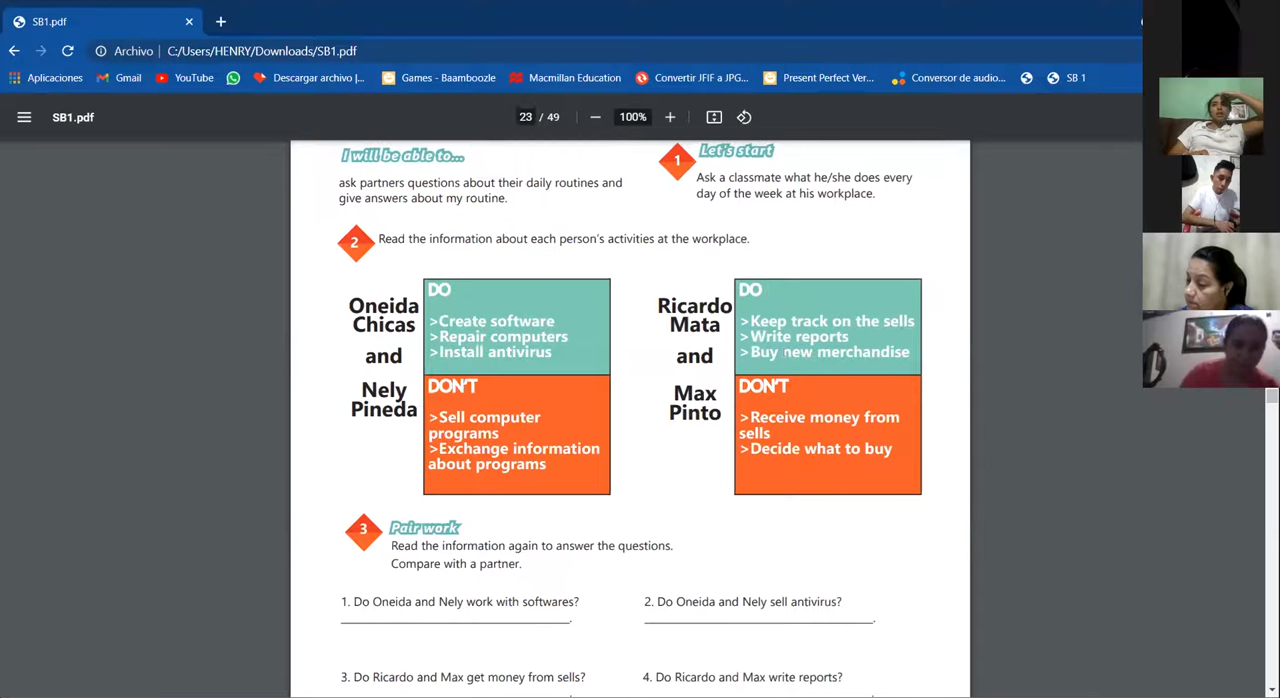 SB1.pdf
Archivo
C:/Users/HENRY/Downloads/SB1.pdf
Aplicaciones
Gmail
YouTube
Descargar archivo |...
Games - Baamboozle
Macmillan Education
Convertir JFIF a JPG...
Present Perfect Ver...
Conversor de audio...
SB 1
SB1.pdf
23 / 49
100%
I will be able to...
ask partners questions about their daily routines and
give answers about my routine.
1
Let's start
Ask a classmate what he/she does every
day of the week at his workplace.
2
Read the information about each person's activities at the workplace.
Oneida
Chicas
and
Nely
Pineda
DO
>Create software
>Repair computers
>Install antivirus
DON'T
>Sell computer
programs
>Exchange information
about programs
Ricardo
Mata
and
Max
Pinto
DO
>Keep track on the sells
>Write reports
>Buy new merchandise
DON'T
>Receive money from
sells
>Decide what to buy
3
Pair work
Read the information again to answer the questions.
Compare with a partner.
1. Do Oneida and Nely work with softwares?
2. Do Oneida and Nely sell antivirus?
3. Do Ricardo and Max get money from sells?
4. Do Ricardo and Max write reports?